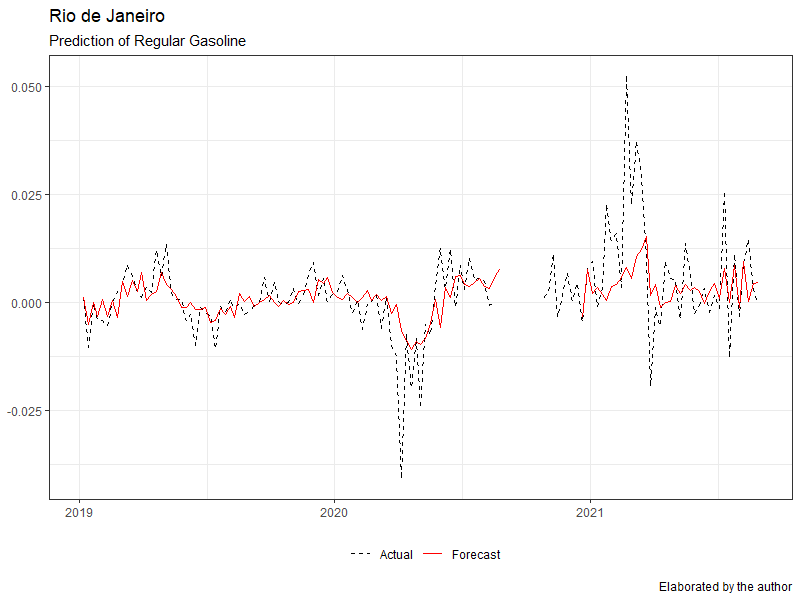 Rio de Janeiro
Prediction of Regular Gasoline
0.050
0.025
0.000
-0.025
2019 2020 2021
Actual Forecast
Elaborated by the author